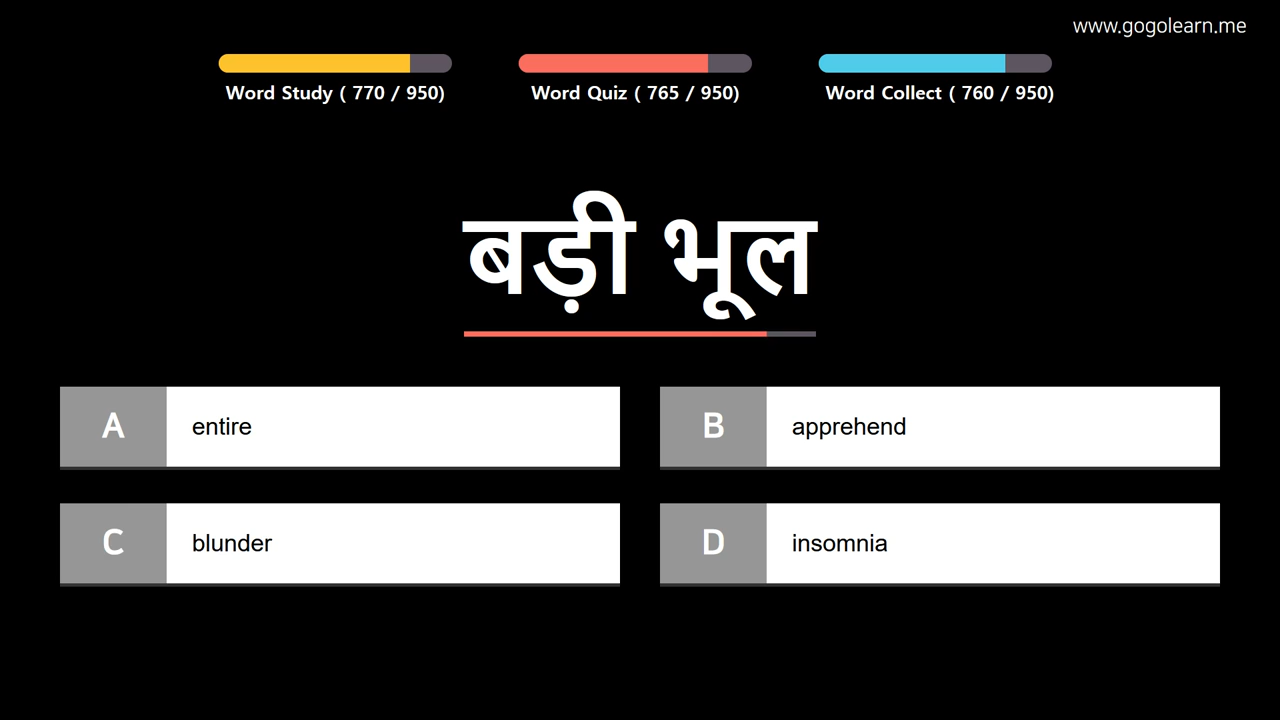 www.gogolearn.me
Word Study ( 770 / 950)
Word Quiz ( 765 / 950)
Word Collect ( 760 / 950)
बड़ी भूल
A entire
B apprehend
C blunder
D insomnia